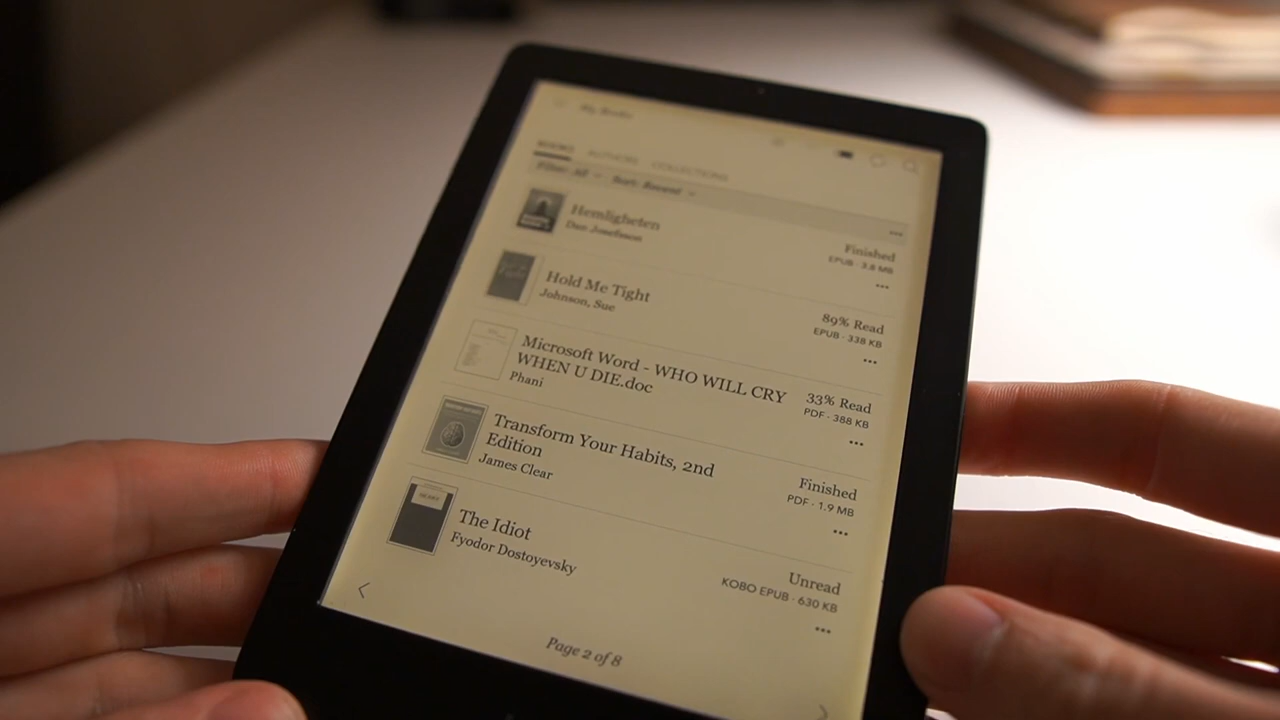 My Books
BOOKS AUTHORS COLLECTIONS
Filter: All Sort: Recent
Hemligheten
Dan Josefsson
Finished
EPUB · 3.8 MB
Hold Me Tight
Johnson, Sue
89% Read
EPUB · 338 KB
Microsoft Word - WHO WILL CRY
WHEN U DIE.doc
Phani
33% Read
PDF · 388 KB
Transform Your Habits, 2nd
Edition
James Clear
Finished
PDF · 1.9 MB
The Idiot
Fyodor Dostoyevsky
Unread
KOBO EPUB · 630 KB
Page 2 of 8